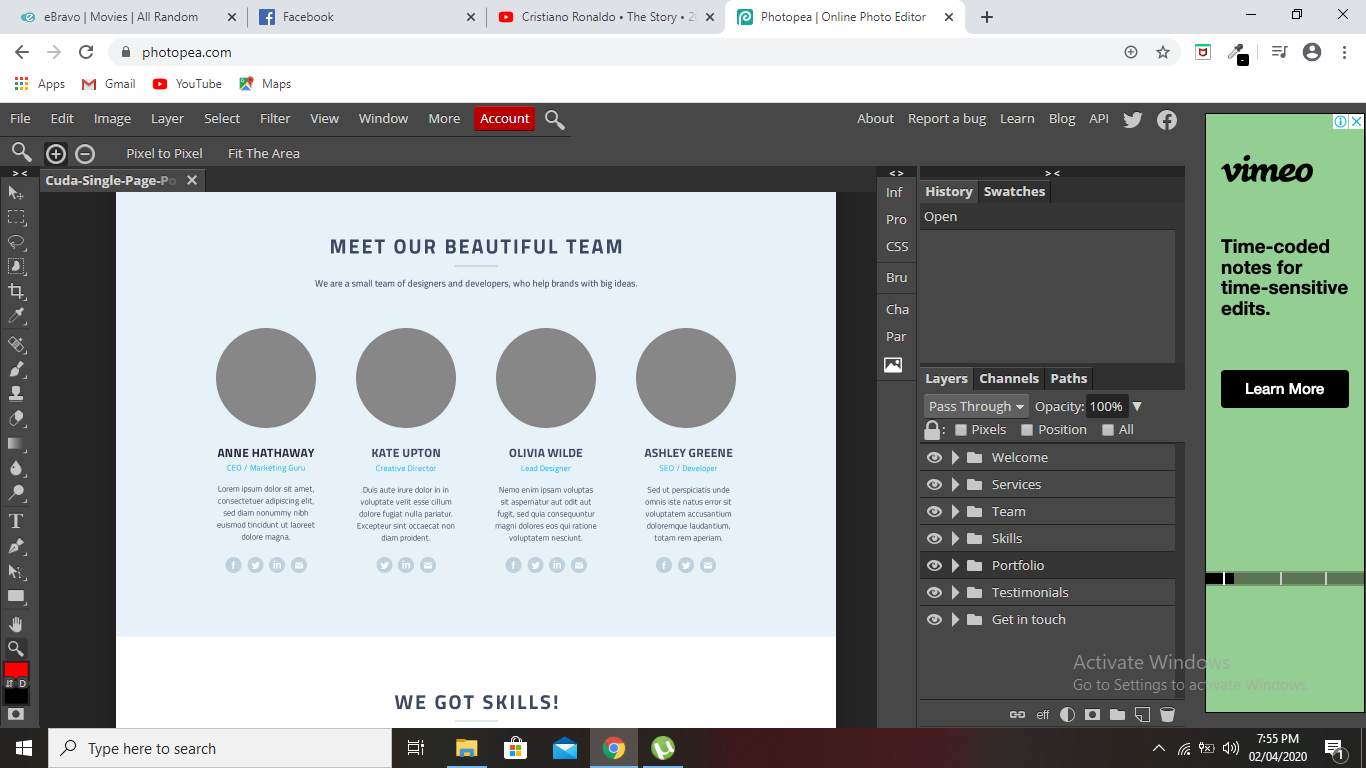 eBravo | Movies | All Random
Facebook
Cristiano Ronaldo • The Story • 2
Photopea | Online Photo Editor
photopea.com
Apps
Gmail
YouTube
Maps
File Edit Image Layer Select Filter View Window More Account
About Report a bug Learn Blog API
Pixel to Pixel Fit The Area
Cuda-Single-Page-Po
MEET OUR BEAUTIFUL TEAM
We are a small team of designers and developers, who help brands with big ideas.
ANNE HATHAWAY
CEO / Marketing Guru
Lorem ipsum dolor sit amet,
consectetuer adipiscing elit,
sed diam nonummy nibh
euismod tincidunt ut laoreet
dolore magna.
KATE UPTON
Creative Director
Duis aute irure dolor in in
voluptate velit esse cillum
dolore fugiat nulla pariatur.
Excepteur sint occaecat non
diam proident.
OLIVIA WILDE
Lead Designer
Nemo enim ipsam voluptas
sit aspernatur aut odit aut
fugit, sed quia consequuntur
magni dolores eos qui ratione
voluptatem nesciunt.
ASHLEY GREENE
SEO / Developer
Sed ut perspiciatis unde
omnis iste natus error sit
voluptatem accusantium
doloremque laudantium,
totam rem aperiam.
WE GOT SKILLS!
Inf
Pro
CSS
Bru
Cha
Par
History Swatches
Open
Layers Channels Paths
Pass Through Opacity: 100%
Pixels Position All
Welcome
Services
Team
Skills
Portfolio
Testimonials
Get in touch
eff
vimeo
Time-coded
notes for
time-sensitive
edits.
Learn More
Activate Windows
Go to Settings to activate Windows.
Type here to search
7:55 PM
02/04/2020
1